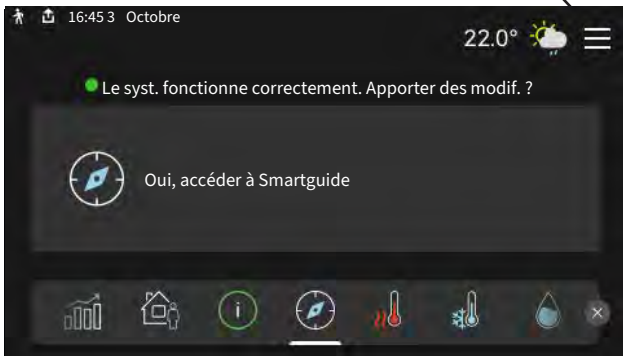 16:45 3 Octobre
22.0°
Le syst. fonctionne correctement. Apporter des modif. ?
Oui, accéder à Smartguide
i